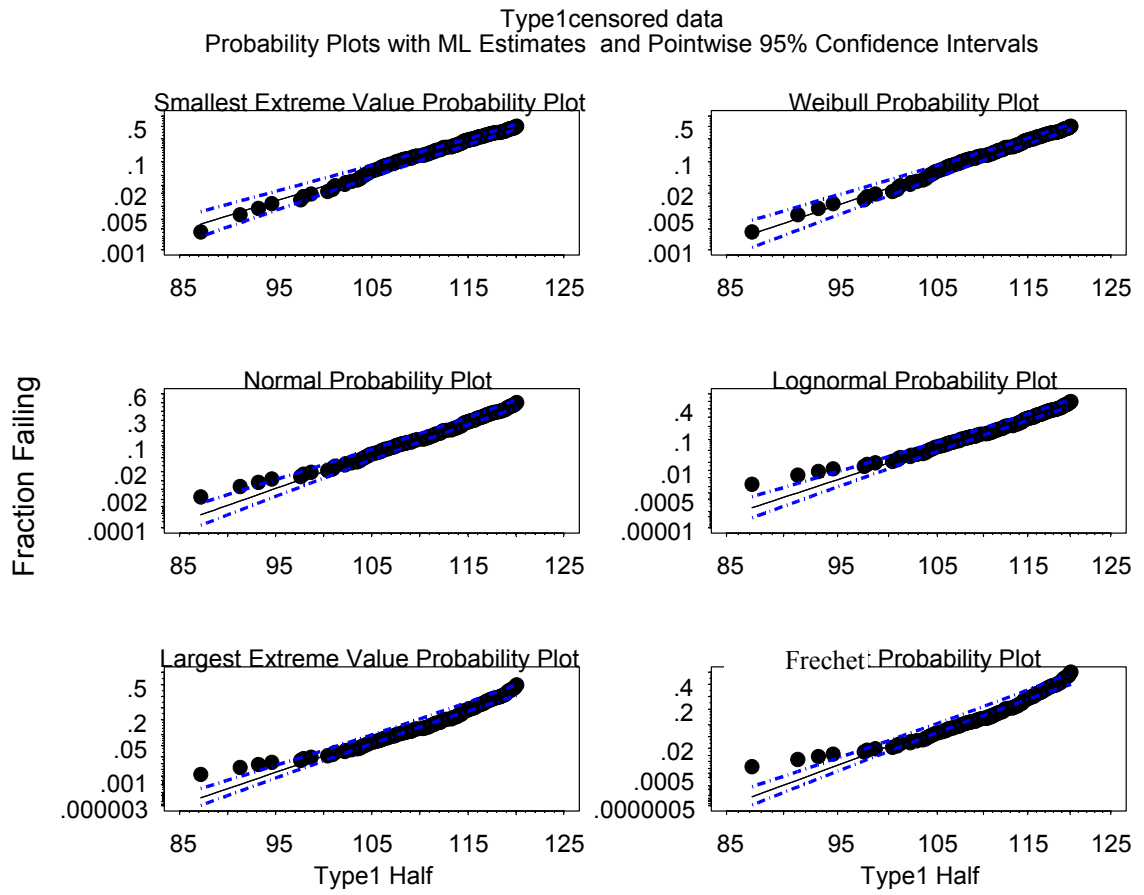 Type1censored data
Probability Plots with ML Estimates and Pointwise 95% Confidence Intervals
Smallest Extreme Value Probability Plot
.5
.1
.02
.005
.001
85 95 105 115 125
Weibull Probability Plot
.5
.1
.02
.005
.001
85 95 105 115 125
Fraction Failing
Normal Probability Plot
.6
.3
.1
.02
.002
.0001
85 95 105 115 125
Lognormal Probability Plot
.4
.1
.01
.0005
.00001
85 95 105 115 125
Largest Extreme Value Probability Plot
.5
.2
.05
.001
.000003
85 95 105 115 125
Type1 Half
Frechet Probability Plot
.4
.2
.02
.0005
.0000005
85 95 105 115 125
Type1 Half